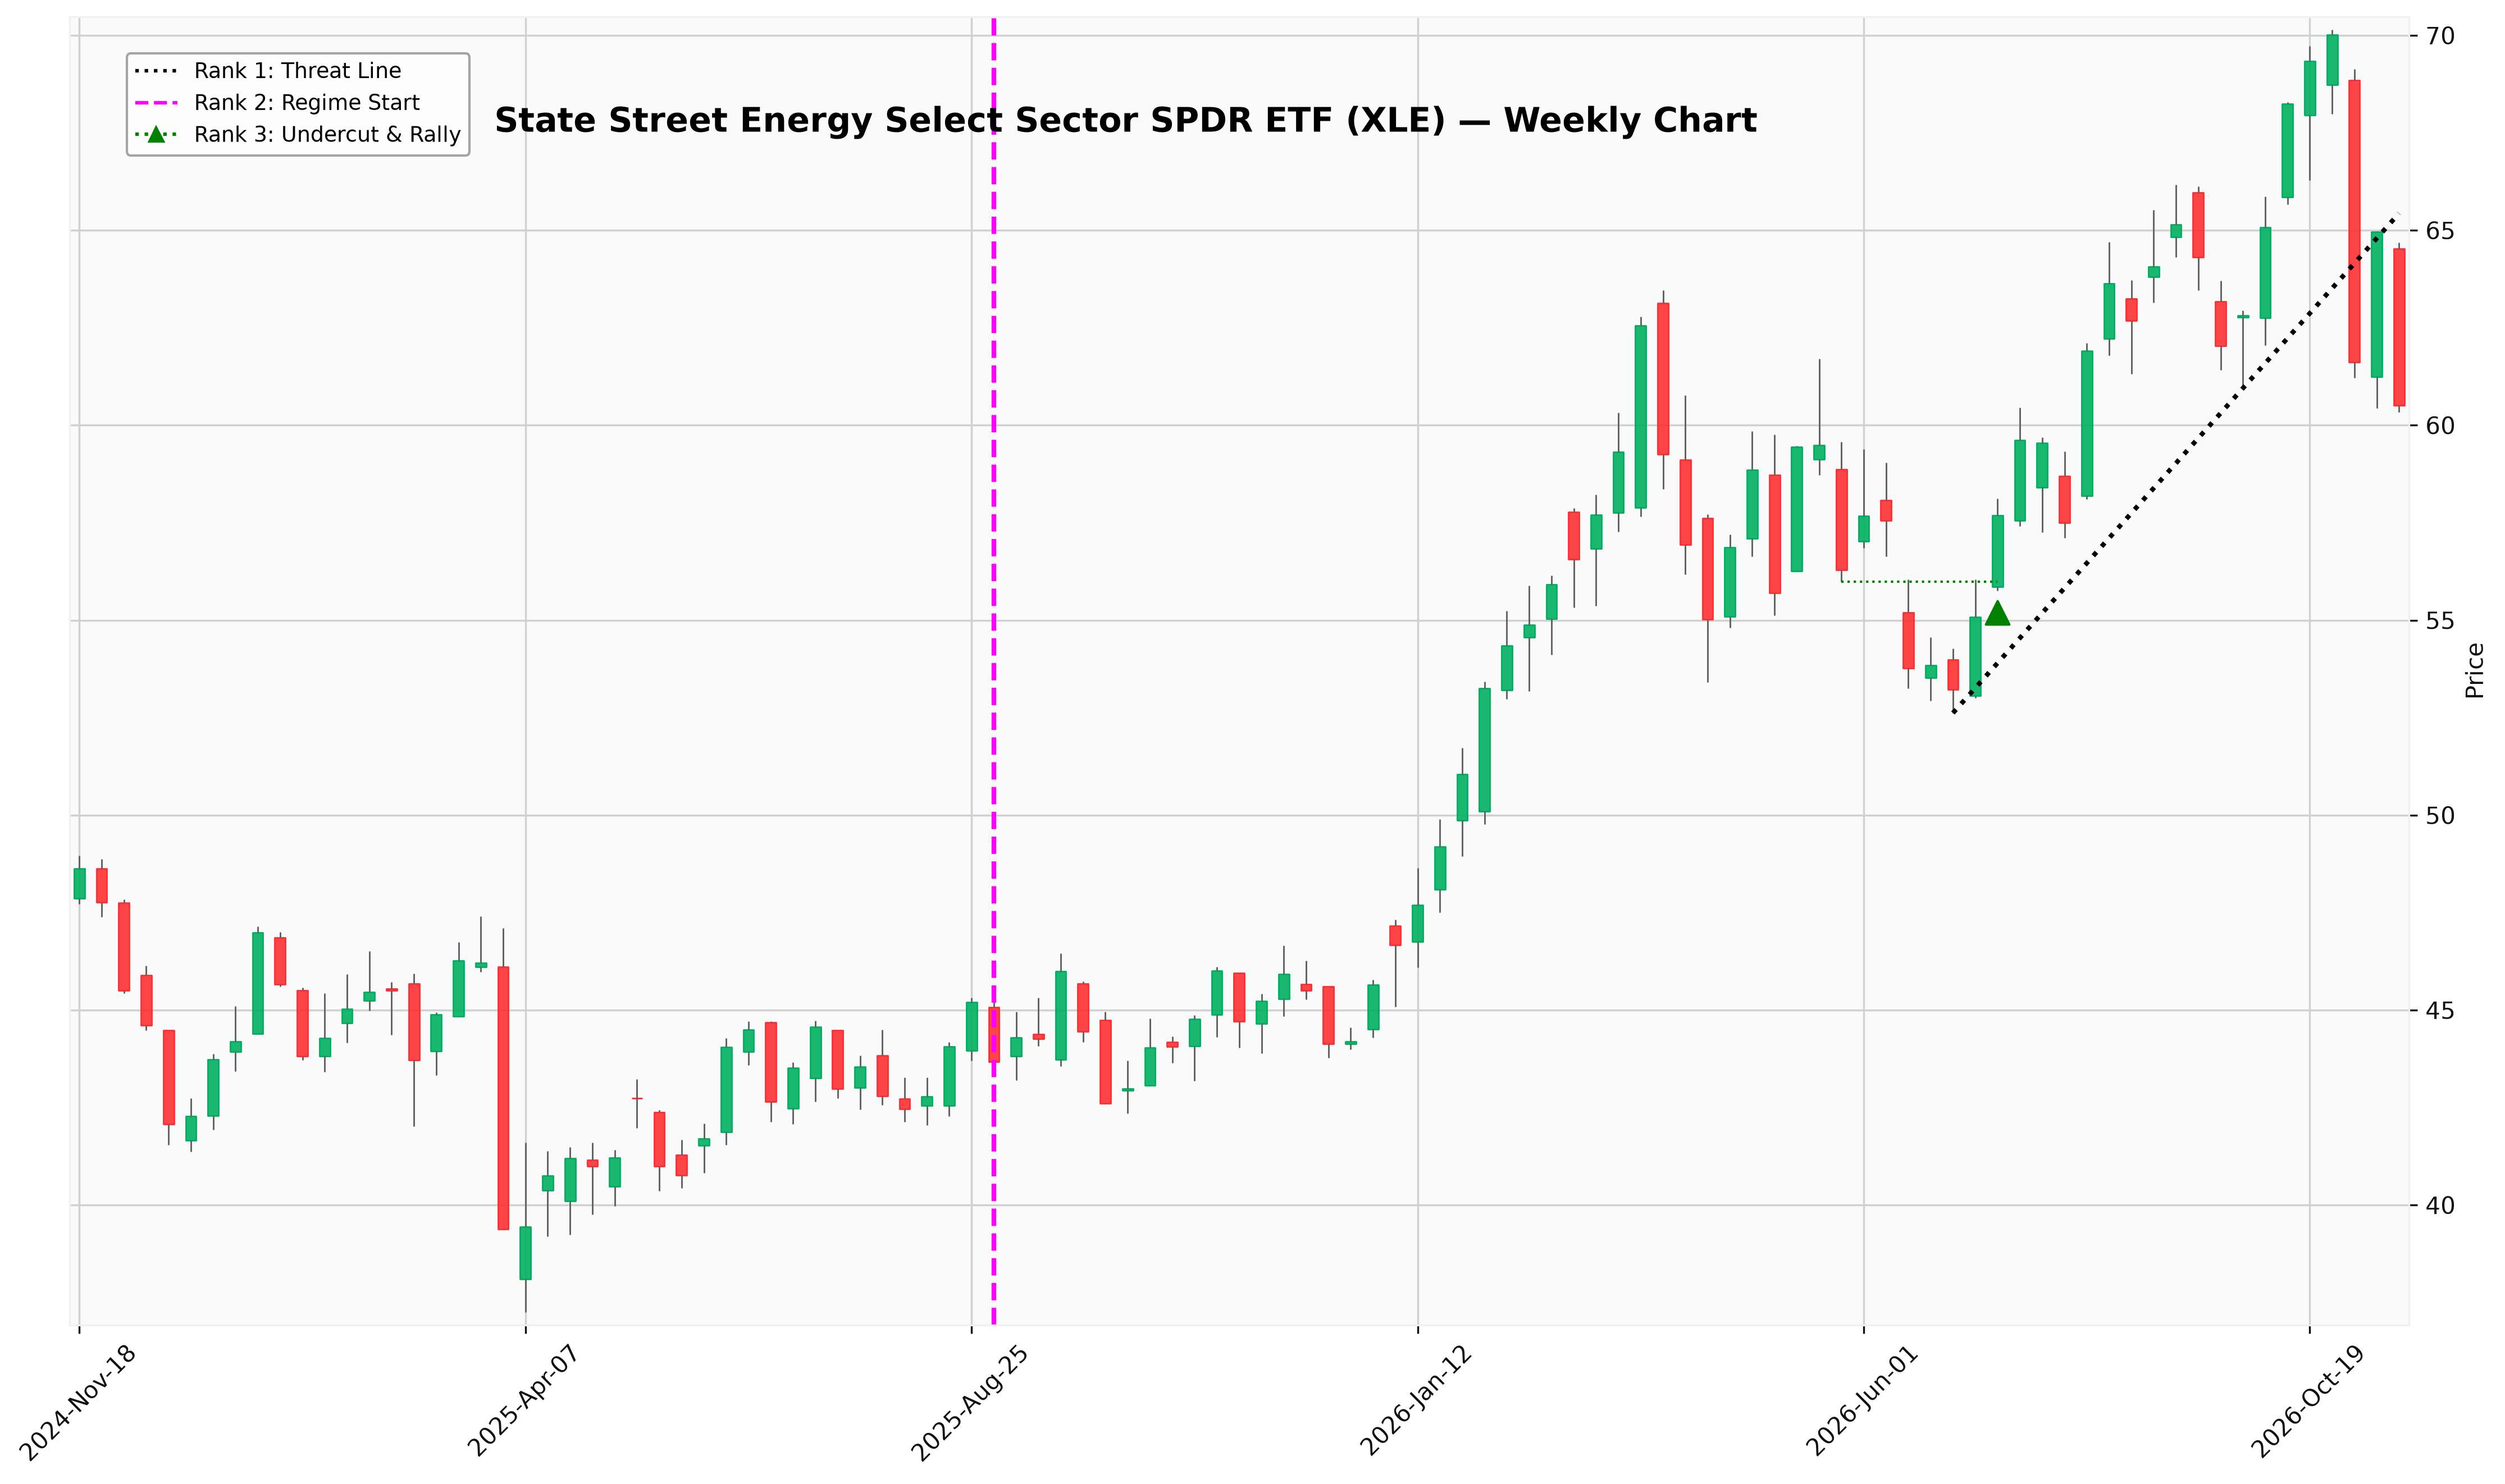 Rank 1: Threat Line
Rank 2: Regime Start
Rank 3: Undercut & Rally
State Street Energy Select Sector SPDR ETF (XLE) — Weekly Chart
70
65
60
55
50
45
40
Price
2024-Nov-18
2025-Apr-07
2025-Aug-25
2026-Jan-12
2026-Jun-01
2026-Oct-19